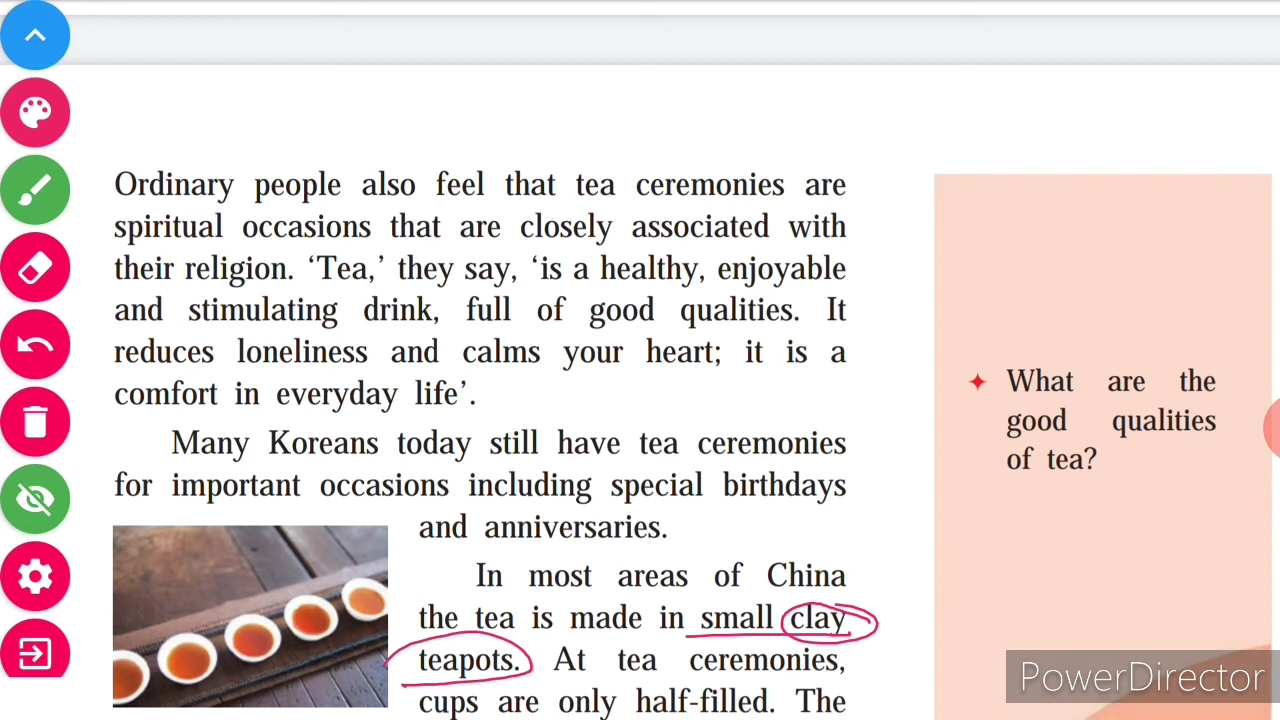 Ordinary people also feel that tea ceremonies are
spiritual occasions that are closely associated with
their religion. ‘Tea,’ they say, ‘is a healthy, enjoyable
and stimulating drink, full of good qualities. It
reduces loneliness and calms your heart; it is a
comfort in everyday life’.
Many Koreans today still have tea ceremonies
for important occasions including special birthdays
and anniversaries.
In most areas of China
the tea is made in small clay
teapots. At tea ceremonies,
cups are only half-filled. The
What are the
good qualities
of tea?
PowerDirector